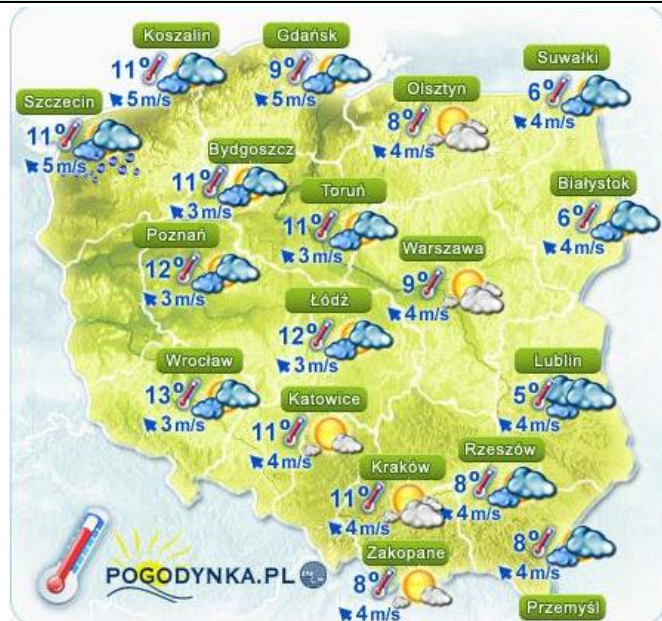 Koszalin
11°
5 m/s
Gdańsk
9°
5 m/s
Suwałki
6°
4 m/s
Olsztyn
8°
4 m/s
Szczecin
11°
5 m/s
Bydgoszcz
11°
3 m/s
Toruń
11°
3 m/s
Białystok
6°
4 m/s
Poznań
12°
3 m/s
Warszawa
9°
4 m/s
Łódź
12°
3 m/s
Wrocław
13°
3 m/s
Katowice
11°
4 m/s
Lublin
5°
4 m/s
Kraków
11°
4 m/s
Rzeszów
8°
4 m/s
Zakopane
8°
4 m/s
8°
4 m/s
Przemyśl
POGODYNKA.PL